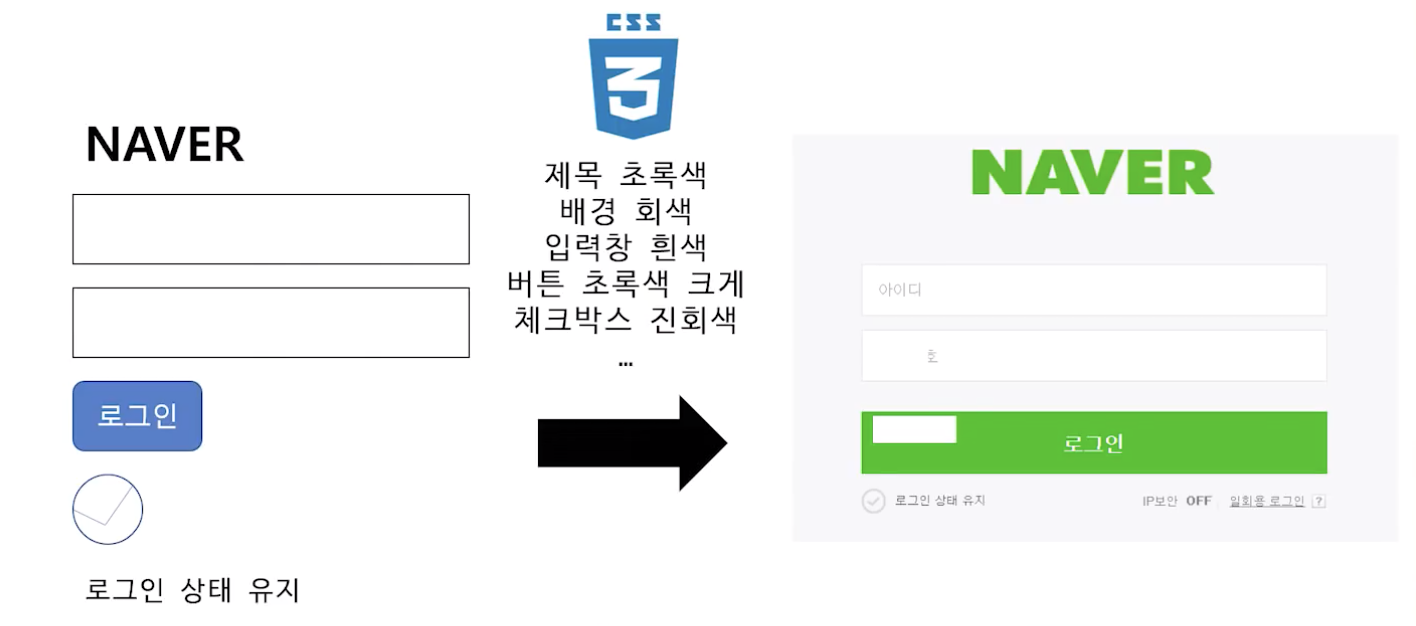 NAVER
로그인
로그인 상태 유지
CSS
3
제목 초록색
배경 회색
입력창 흰색
버튼 초록색 크게
체크박스 진회색
…
NAVER
아이디
호
로그인
로그인 상태 유지
IP보안 OFF
일회용 로그인 ?